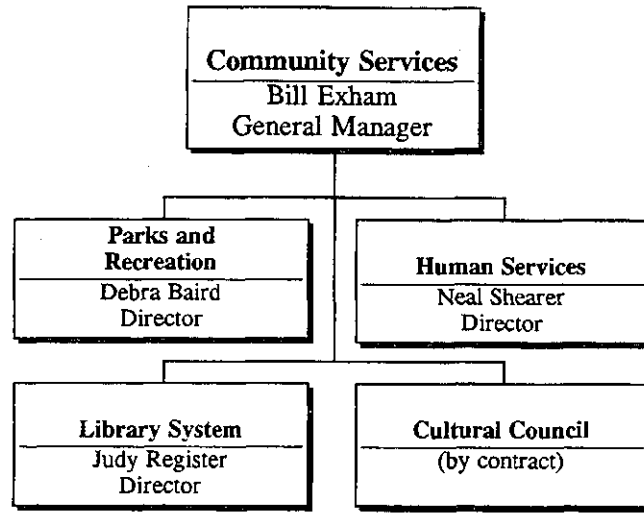 Community Services
Bill Exham
General Manager
Parks and
Recreation
Debra Baird
Director
Human Services
Neal Shearer
Director
Library System
Judy Register
Director
Cultural Council
(by contract)